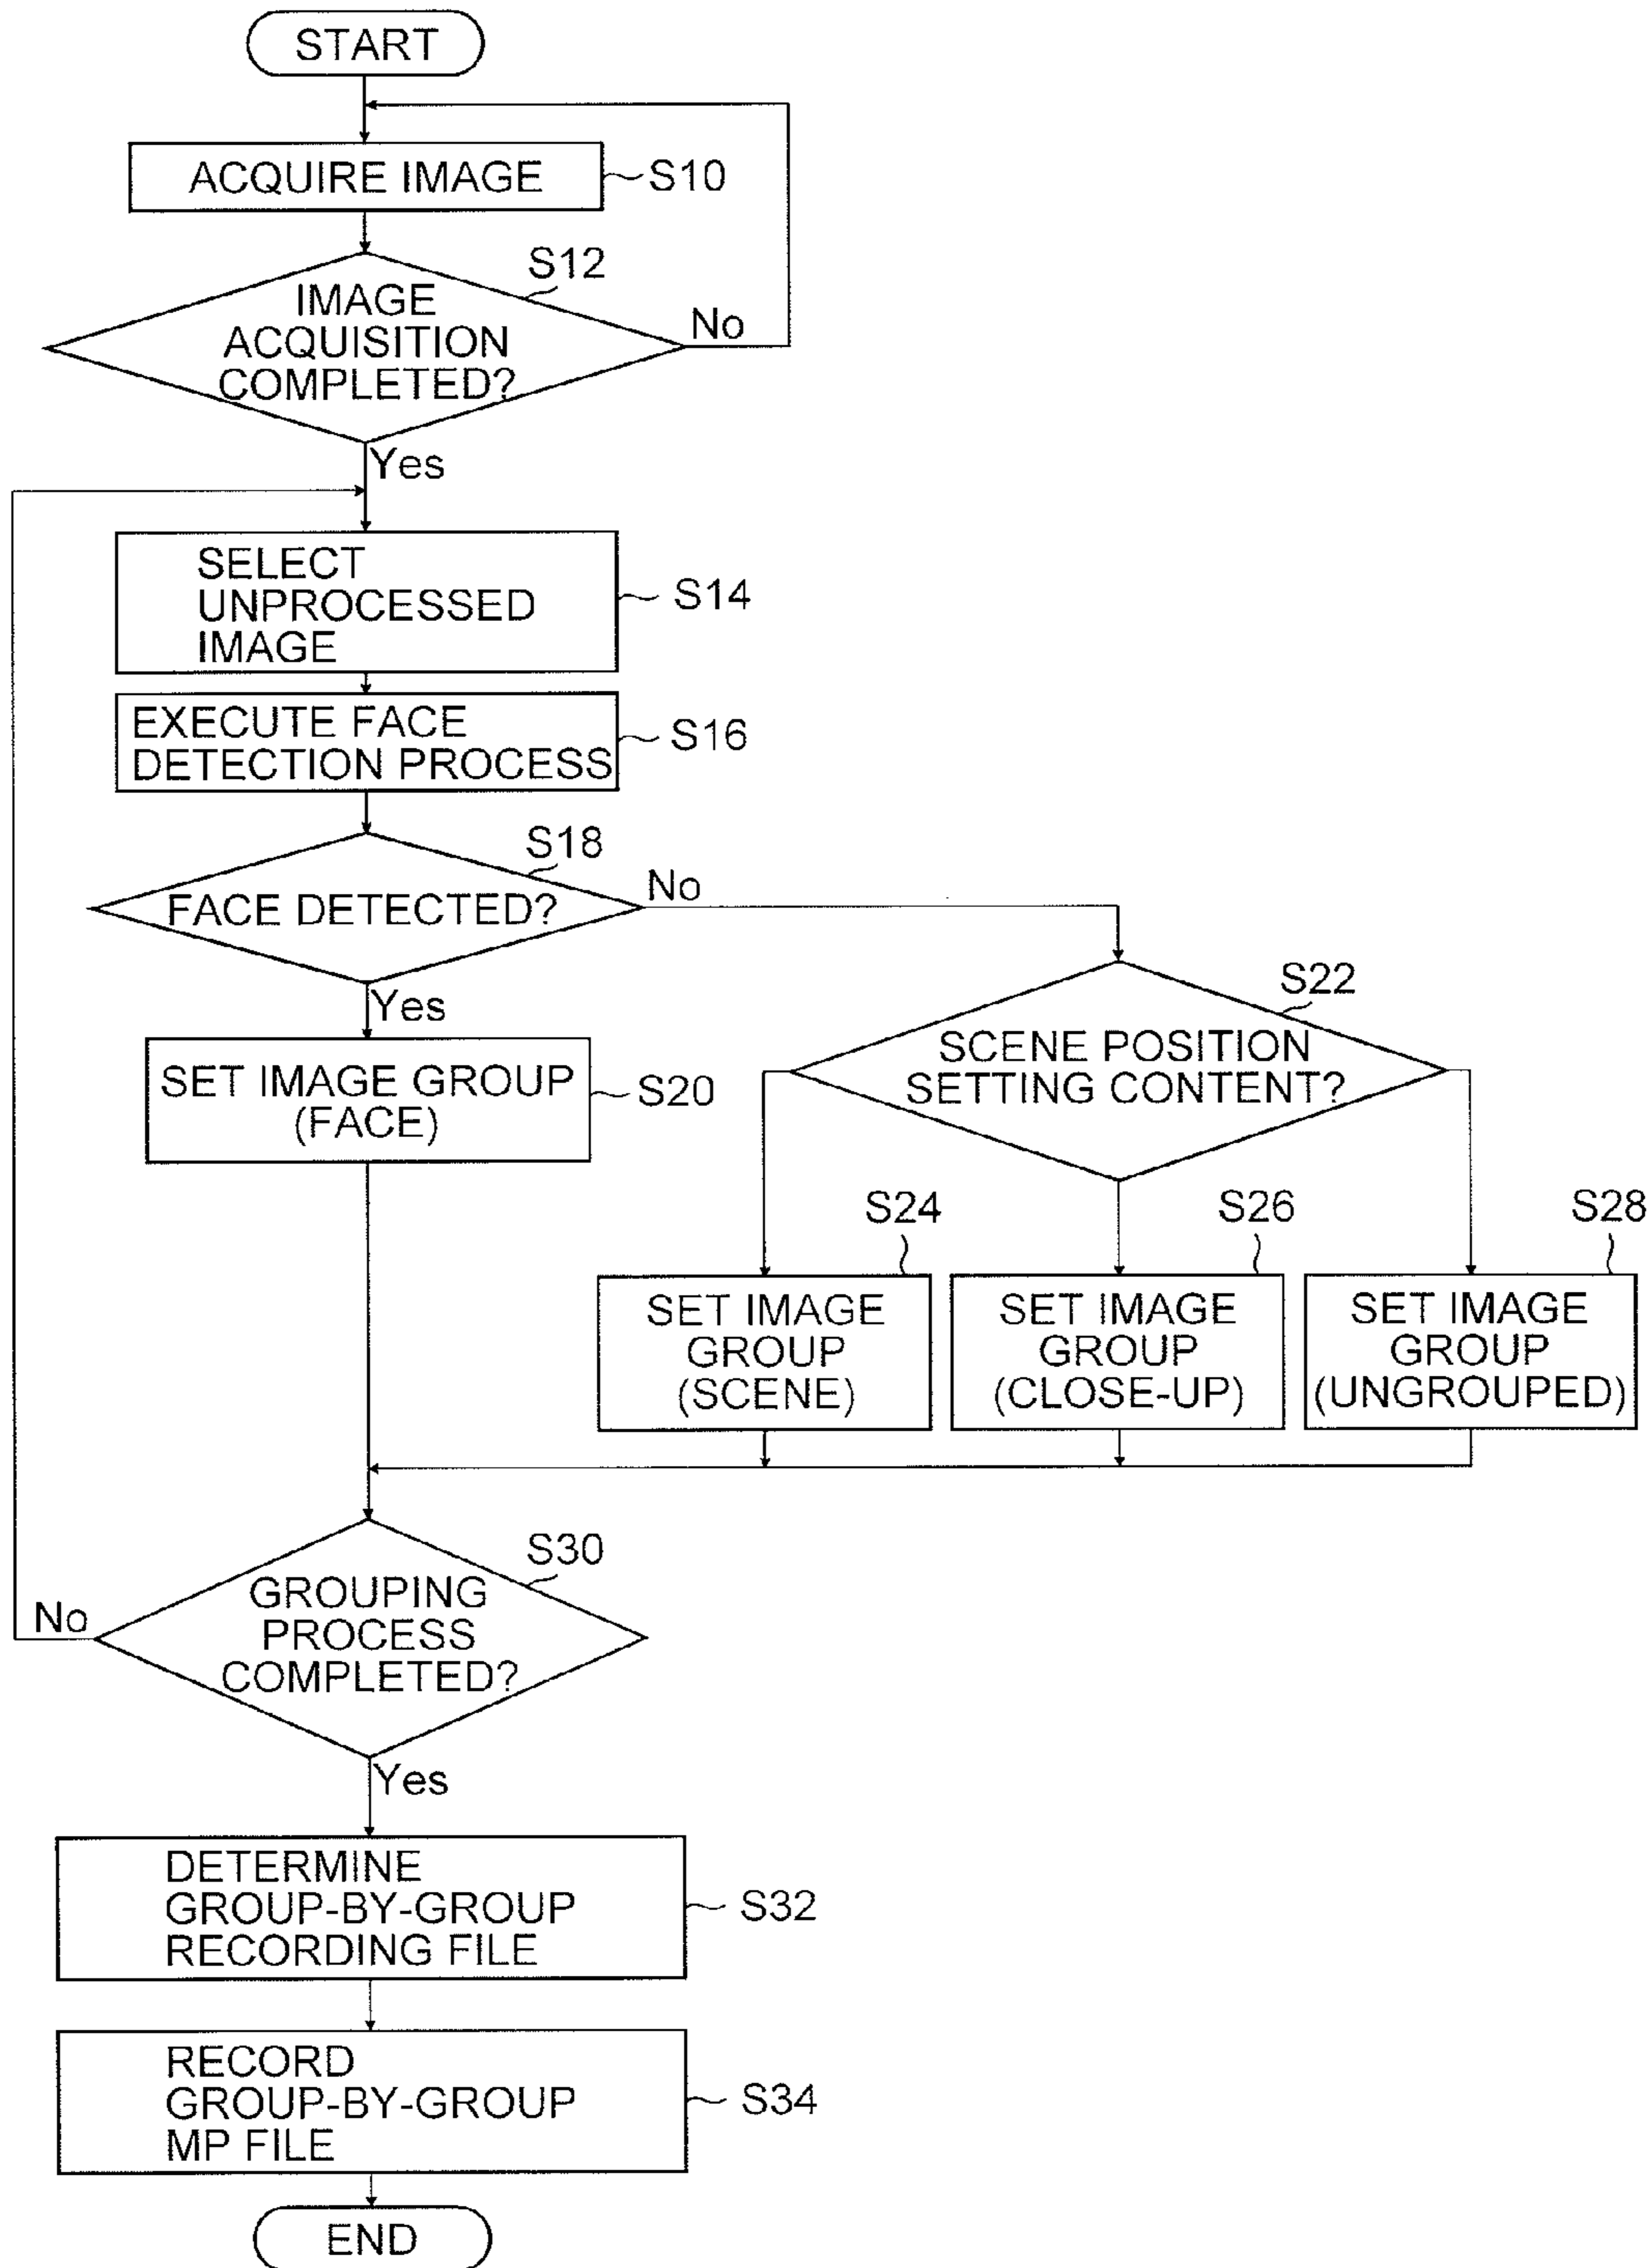 START
ACQUIRE IMAGE
S10
S12
IMAGE
ACQUISITION
COMPLETED?
No
Yes
SELECT
UNPROCESSED
IMAGE
S14
EXECUTE FACE
DETECTION PROCESS
S16
S18
FACE DETECTED?
No
Yes
SET IMAGE GROUP
(FACE)
S20
S22
SCENE POSITION
SETTING CONTENT?
S24
SET IMAGE
GROUP
(SCENE)
S26
SET IMAGE
GROUP
(CLOSE-UP)
S28
SET IMAGE
GROUP
(UNGROUPED)
S30
GROUPING
PROCESS
COMPLETED?
No
Yes
DETERMINE
GROUP-BY-GROUP
RECORDING FILE
S32
RECORD
GROUP-BY-GROUP
MP FILE
S34
END